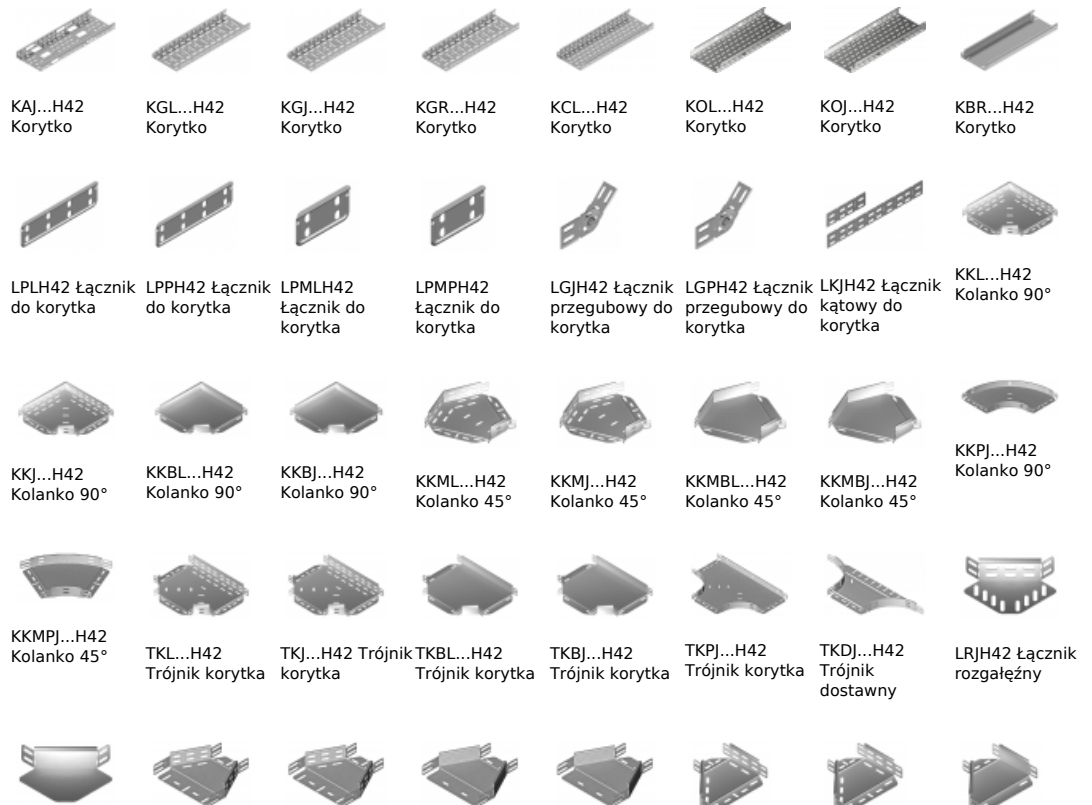 KAJ...H42
Korytko
KGL...H42
Korytko
KGJ...H42
Korytko
KGR...H42
Korytko
KCL...H42
Korytko
KOL...H42
Korytko
KOJ...H42
Korytko
KBR...H42
Korytko
LPLH42 Łącznik
do korytka
LPPH42 Łącznik
do korytka
LPMLH42
Łącznik do
korytka
LPMPH42
Łącznik do
korytka
LGJH42 Łącznik
przegubowy do
korytka
LGPH42 Łącznik
przegubowy do
korytka
LKJH42 Łącznik
kątowy do
korytka
KKL...H42
Kolanko 90°
KKJ...H42
Kolanko 90°
KKBL...H42
Kolanko 90°
KKBJ...H42
Kolanko 90°
KKML...H42
Kolanko 45°
KKMJ...H42
Kolanko 45°
KKMBL...H42
Kolanko 45°
KKMBJ...H42
Kolanko 45°
KKPJ...H42
Kolanko 90°
KKMPJ...H42
Kolanko 45°
TKL...H42
Trójnik korytka
TKJ...H42 Trójnik
korytka
TKBL...H42
Trójnik korytka
TKBJ...H42
Trójnik korytka
TKPJ...H42
Trójnik korytka
TKDJ...H42
Trójnik
dostawny
LRJH42 Łącznik
rozgałęźny